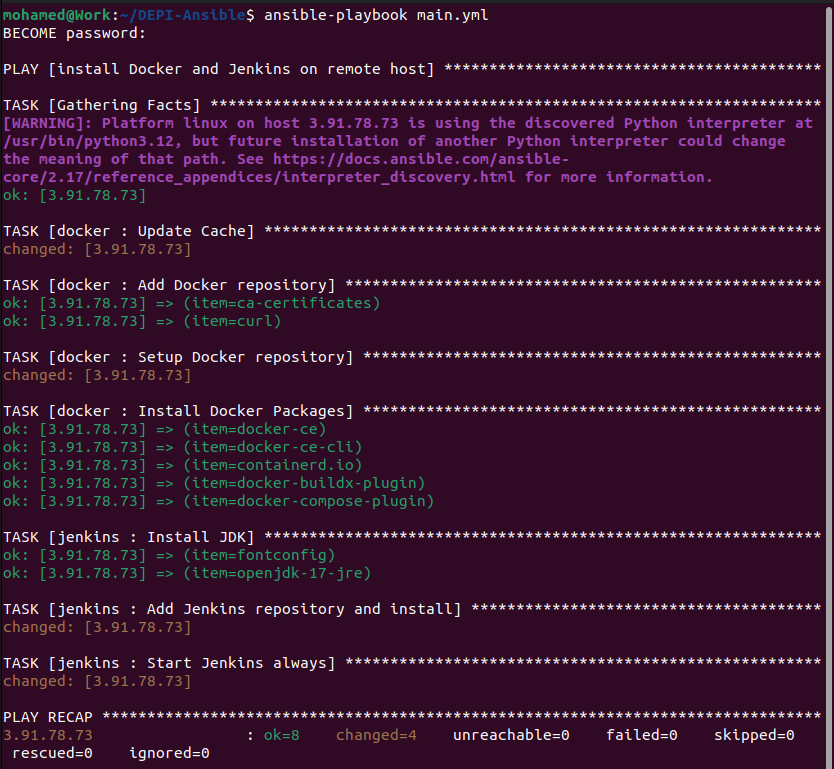 mohamed@Work:~/DEPI-Ansible$ ansible-playbook main.yml
BECOME password:
PLAY [install Docker and Jenkins on remote host] ******************************************
TASK [Gathering Facts] ********************************************************************
[WARNING]: Platform linux on host 3.91.78.73 is using the discovered Python interpreter at
/usr/bin/python3.12, but future installation of another Python interpreter could change
the meaning of that path. See https://docs.ansible.com/ansible-
core/2.17/reference_appendices/interpreter_discovery.html for more information.
ok: [3.91.78.73]
TASK [docker : Update Cache] **************************************************************
changed: [3.91.78.73]
TASK [docker : Add Docker repository] *****************************************************
ok: [3.91.78.73] => (item=ca-certificates)
ok: [3.91.78.73] => (item=curl)
TASK [docker : Setup Docker repository] ***************************************************
changed: [3.91.78.73]
TASK [docker : Install Docker Packages] ***************************************************
ok: [3.91.78.73] => (item=docker-ce)
ok: [3.91.78.73] => (item=docker-ce-cli)
ok: [3.91.78.73] => (item=containerd.io)
ok: [3.91.78.73] => (item=docker-buildx-plugin)
ok: [3.91.78.73] => (item=docker-compose-plugin)
TASK [jenkins : Install JDK] **************************************************************
ok: [3.91.78.73] => (item=fontconfig)
ok: [3.91.78.73] => (item=openjdk-17-jre)
TASK [jenkins : Add Jenkins repository and install] ***************************************
changed: [3.91.78.73]
TASK [jenkins : Start Jenkins always] *****************************************************
changed: [3.91.78.73]
PLAY RECAP ********************************************************************************
3.91.78.73                 : ok=8    changed=4    unreachable=0    failed=0    skipped=0
rescued=0    ignored=0